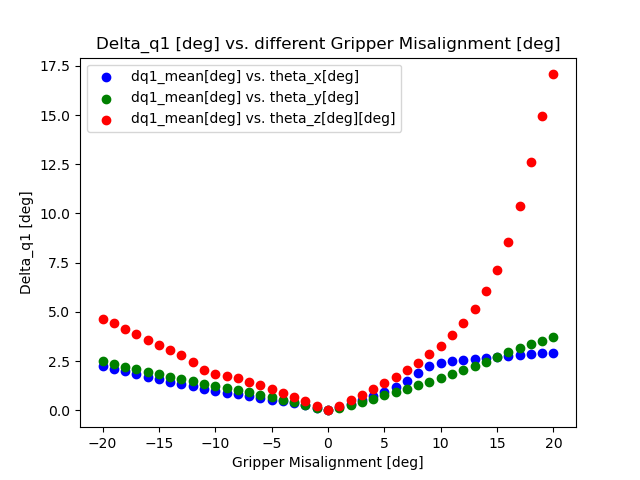 Delta_q1 [deg] vs. different Gripper Misalignment [deg]
17.5
15.0
12.5
10.0
7.5
5.0
2.5
0.0
Delta_q1 [deg]
dq1_mean[deg] vs. theta_x[deg]
dq1_mean[deg] vs. theta_y[deg]
dq1_mean[deg] vs. theta_z[deg][deg]
−20 −15 −10 −5 0 5 10 15 20
Gripper Misalignment [deg]